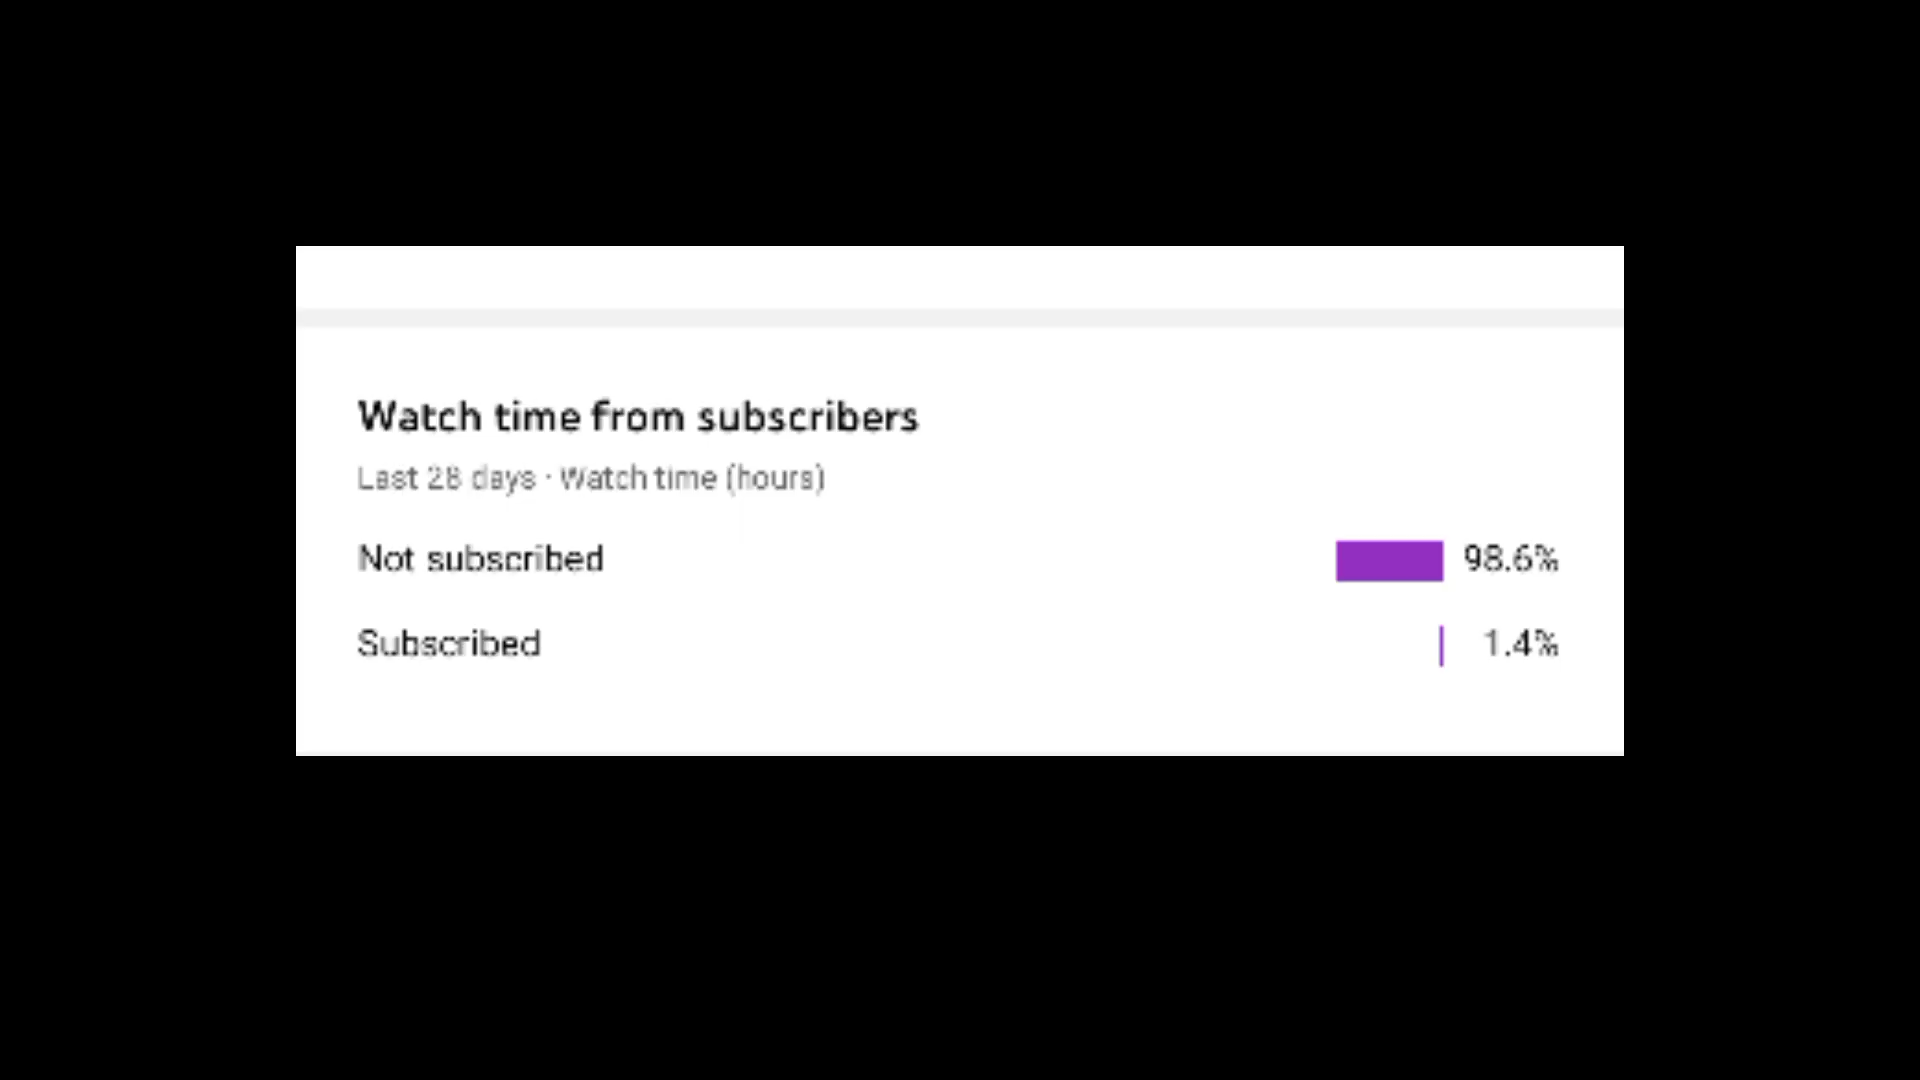 Watch time from subscribers
Last 28 days · Watch time (hours)
Not subscribed 98.6%
Subscribed 1.4%